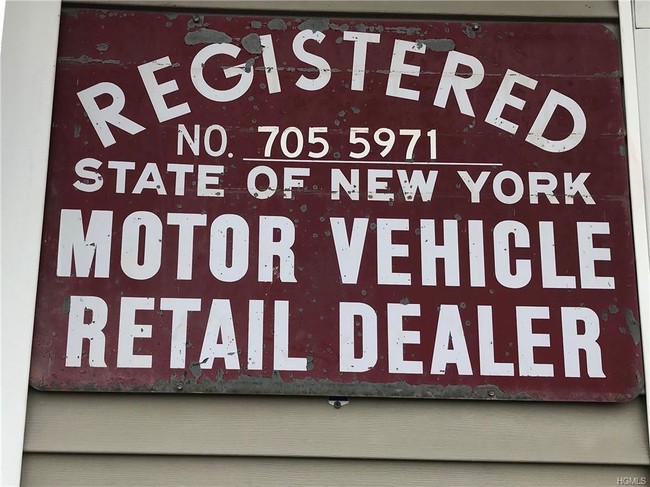 REGISTERED
NO. 705 5971
STATE OF NEW YORK
MOTOR VEHICLE
RETAIL DEALER
HGMLS